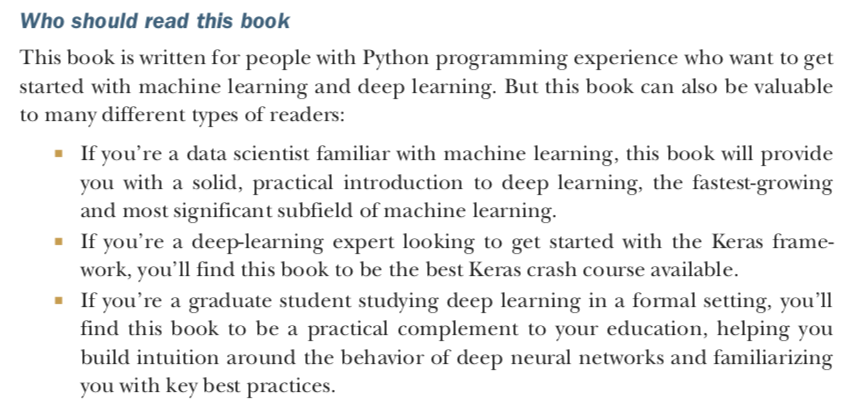 Who should read this book
This book is written for people with Python programming experience who want to get
started with machine learning and deep learning. But this book can also be valuable
to many different types of readers:
▪ If you’re a data scientist familiar with machine learning, this book will provide
you with a solid, practical introduction to deep learning, the fastest-growing
and most significant subfield of machine learning.
▪ If you’re a deep-learning expert looking to get started with the Keras frame-
work, you’ll find this book to be the best Keras crash course available.
▪ If you’re a graduate student studying deep learning in a formal setting, you’ll
find this book to be a practical complement to your education, helping you
build intuition around the behavior of deep neural networks and familiarizing
you with key best practices.